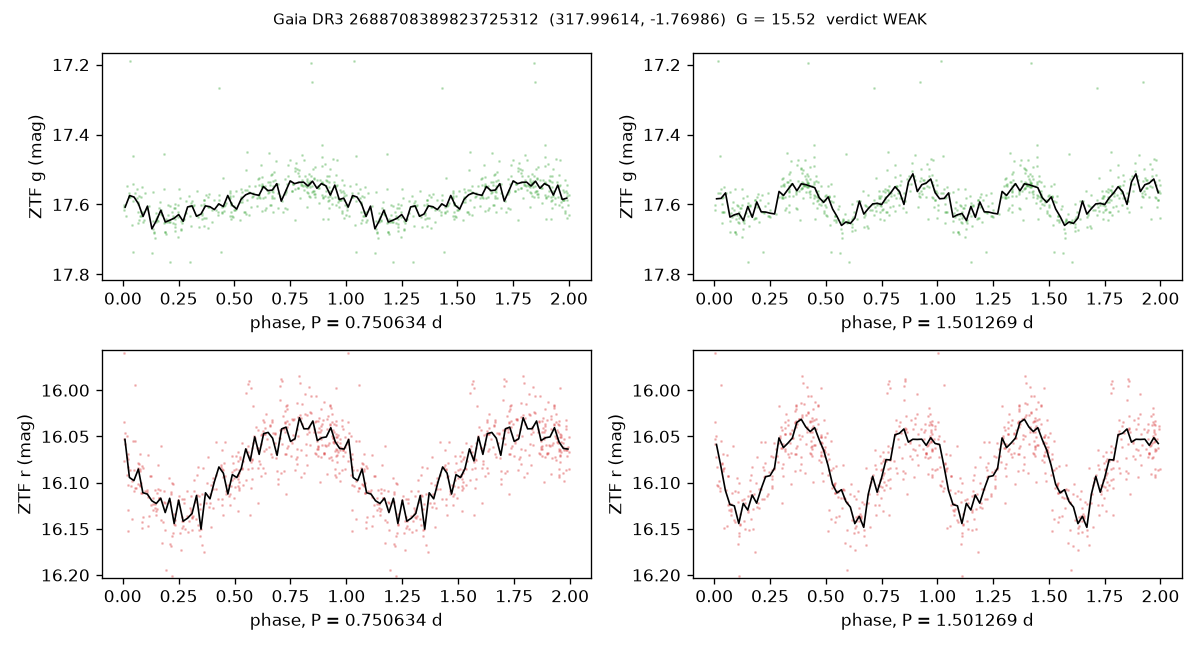 Gaia DR3 2688708389823725312  (317.99614, -1.76986)  G = 15.52  verdict WEAK
ZTF g (mag)
17.2
17.4
17.6
17.8
0.00 0.25 0.50 0.75 1.00 1.25 1.50 1.75 2.00
phase, P = 0.750634 d
ZTF g (mag)
17.2
17.4
17.6
17.8
0.00 0.25 0.50 0.75 1.00 1.25 1.50 1.75 2.00
phase, P = 1.501269 d
ZTF r (mag)
16.00
16.05
16.10
16.15
16.20
0.00 0.25 0.50 0.75 1.00 1.25 1.50 1.75 2.00
phase, P = 0.750634 d
ZTF r (mag)
16.00
16.05
16.10
16.15
16.20
0.00 0.25 0.50 0.75 1.00 1.25 1.50 1.75 2.00
phase, P = 1.501269 d